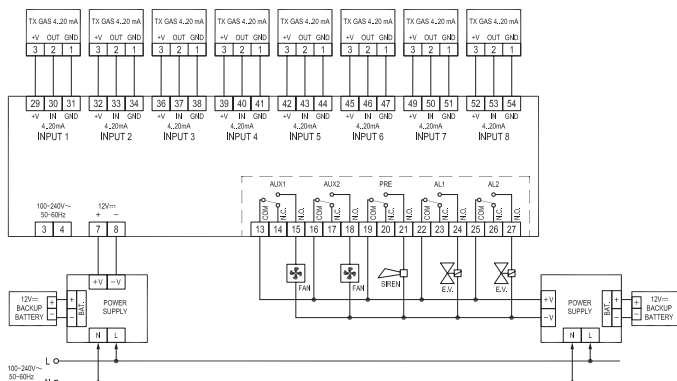 TX GAS 4..20 mA TX GAS 4..20 mA TX GAS 4..20 mA TX GAS 4..20 mA TX GAS 4..20 mA TX GAS 4..20 mA TX GAS 4..20 mA TX GAS 4..20 mA
+V OUT GND +V OUT GND +V OUT GND +V OUT GND +V OUT GND +V OUT GND +V OUT GND +V OUT GND
3 2 1 3 2 1 3 2 1 3 2 1 3 2 1 3 2 1 3 2 1 3 2 1
29 30 31 32 33 34 36 37 38 39 40 41 42 43 44 45 46 47 49 50 51 52 53 54
+V IN GND +V IN GND +V IN GND +V IN GND +V IN GND +V IN GND +V IN GND +V IN GND
4..20mA 4..20mA 4..20mA 4..20mA 4..20mA 4..20mA 4..20mA 4..20mA
INPUT 1 INPUT 2 INPUT 3 INPUT 4 INPUT 5 INPUT 6 INPUT 7 INPUT 8
AUX1 AUX2 PRE AL1 AL2
COM N.C. N.O. COM N.C. N.O. COM N.C. N.O. COM N.C. N.O. COM N.C. N.O.
100-240V~ 12V⎓
50-60Hz + −
3 4 7 8 13 14 15 16 17 18 19 20 21 22 23 24 25 26 27
FAN FAN SIREN E.V. E.V.
+V −V
12V⎓ BACKUP BATTERY + − + − BAT. POWER SUPPLY
N L
+V −V POWER SUPPLY BAT. + − + − 12V⎓ BACKUP BATTERY
N L
100-240V~ L
50-60Hz N